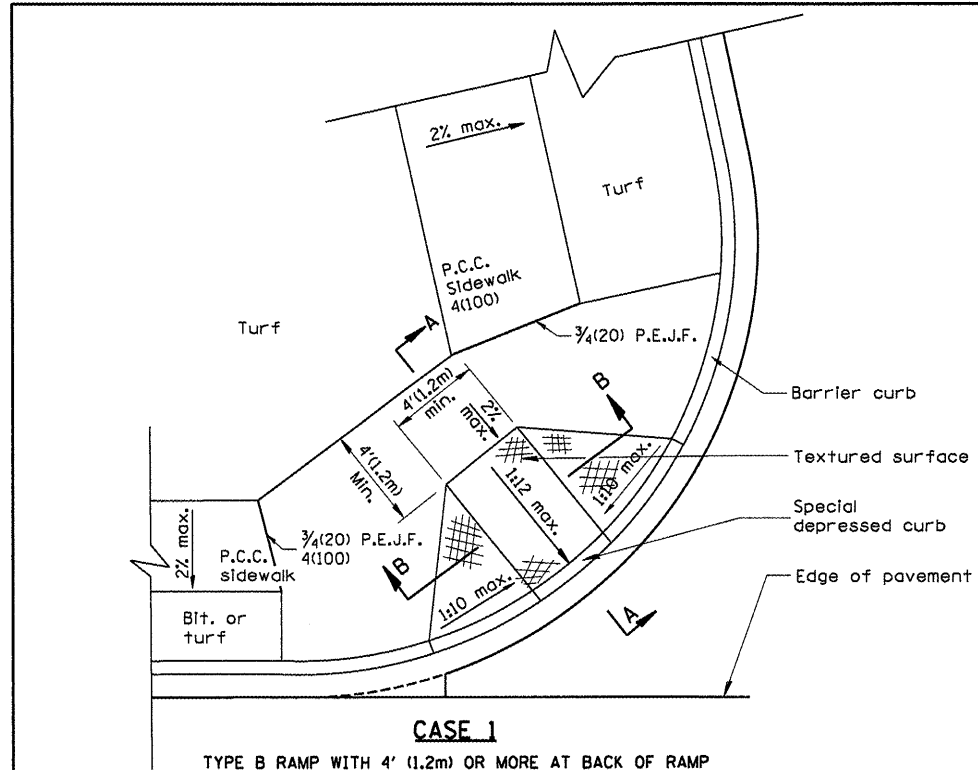 2% max.
Turf
P.C.C.
Sidewalk
4(100)
Turf
A
¾(20) P.E.J.F.
4'(1.2m)
min.
2%
max.
B
Barrier curb
4'(1.2m)
Min.
Textured surface
1:12 max.
1:10 max.
Special
depressed curb
2% max.
P.C.C.
sidewalk
¾(20) P.E.J.F.
4(100)
B
Edge of pavement
1:10 max.
A
Bit. or
turf
CASE 1
TYPE B RAMP WITH 4' (1.2m) OR MORE AT BACK OF RAMP